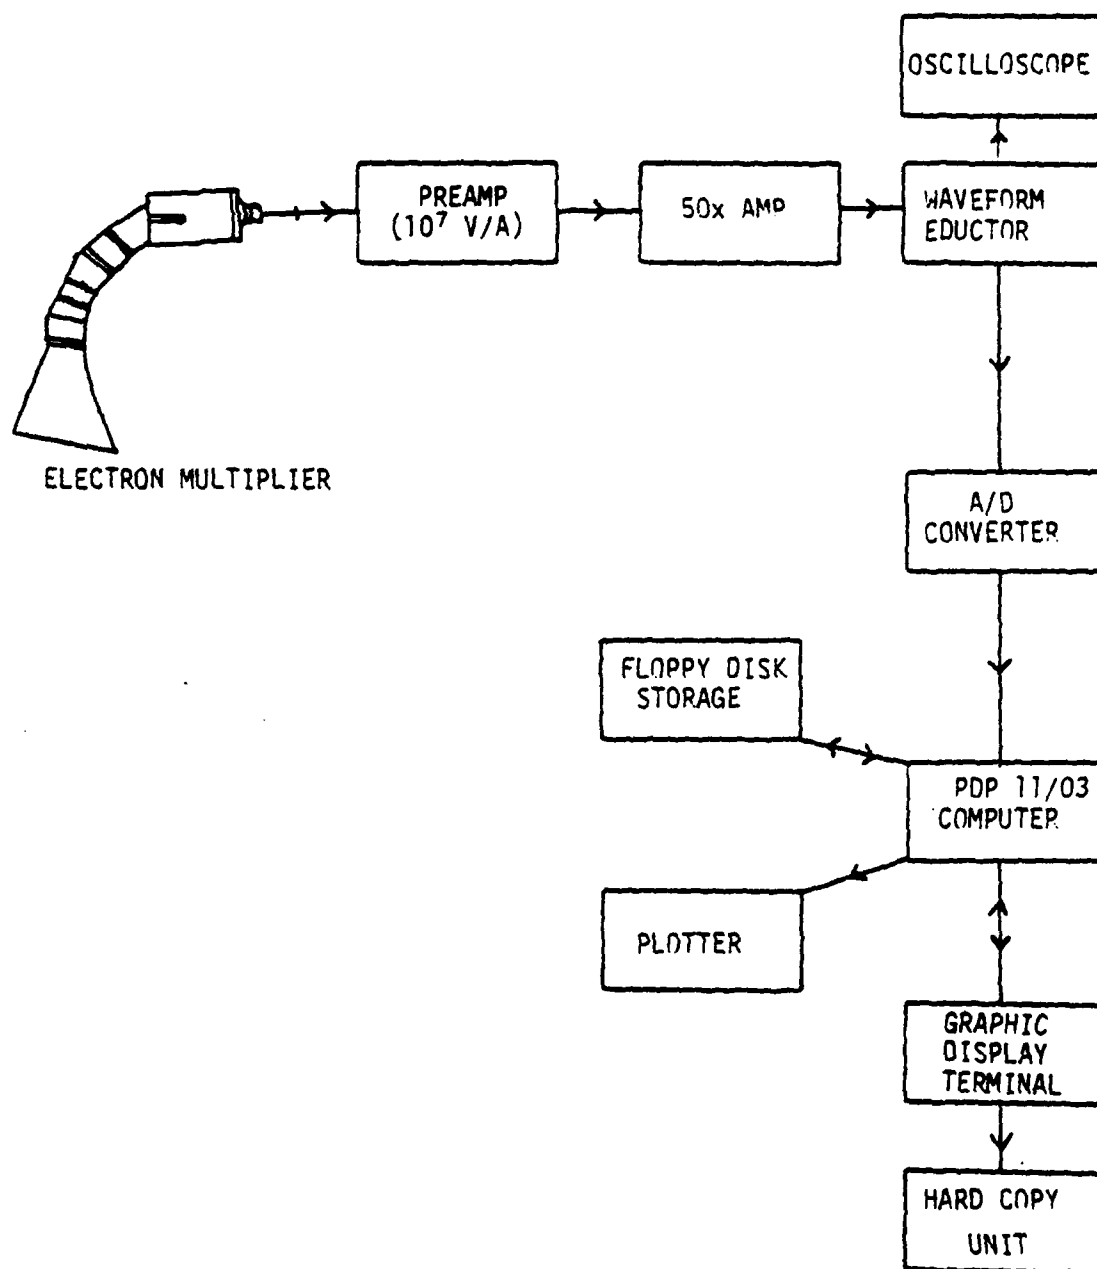 OSCILLOSCOPE
PREAMP
(10⁷ V/A)
50x AMP
WAVEFORM
EDUCTOR
ELECTRON MULTIPLIER
A/D
CONVERTER
FLOPPY DISK
STORAGE
PDP 11/03
COMPUTER
PLOTTER
GRAPHIC
DISPLAY
TERMINAL
HARD COPY
UNIT